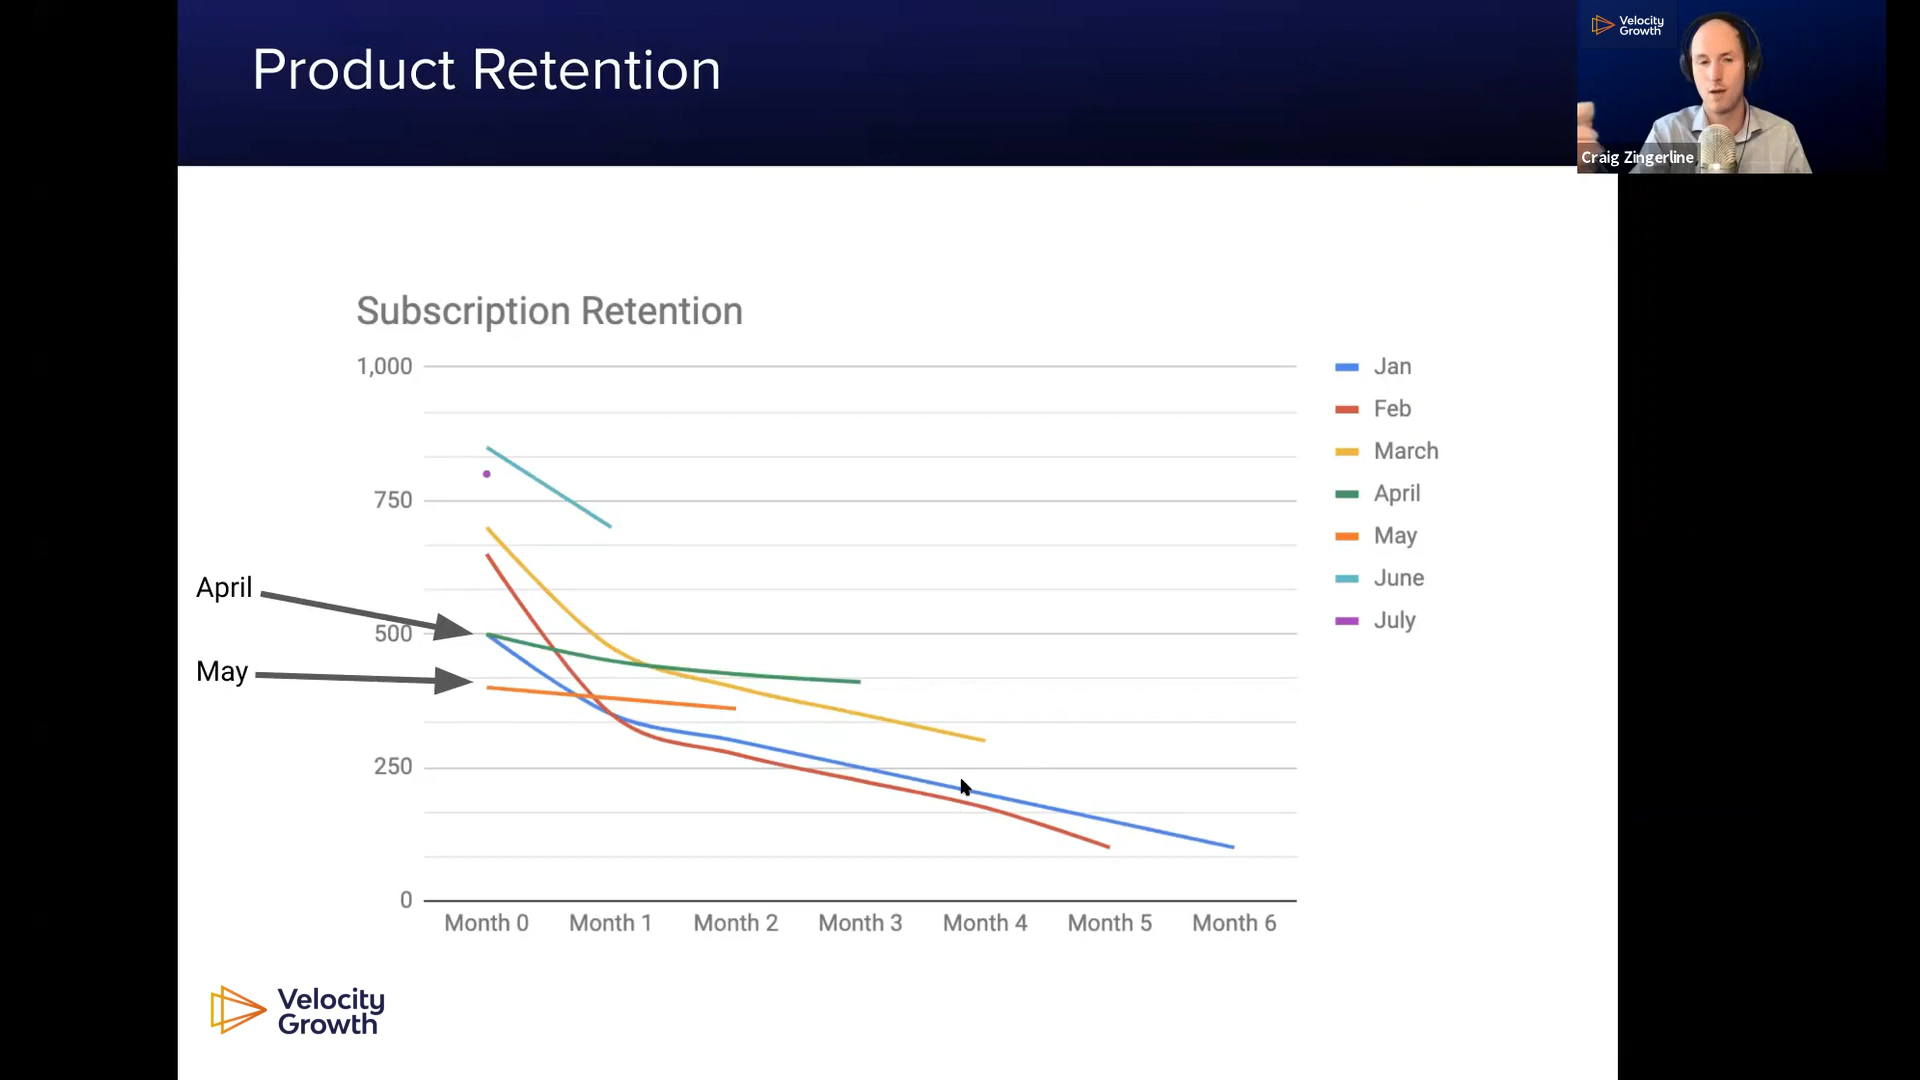 Product Retention
Velocity
Growth
Craig Zingerline
Subscription Retention
1,000
750
500
250
0
Month 0 Month 1 Month 2 Month 3 Month 4 Month 5 Month 6
Jan
Feb
March
April
May
June
July
April
May
Velocity
Growth